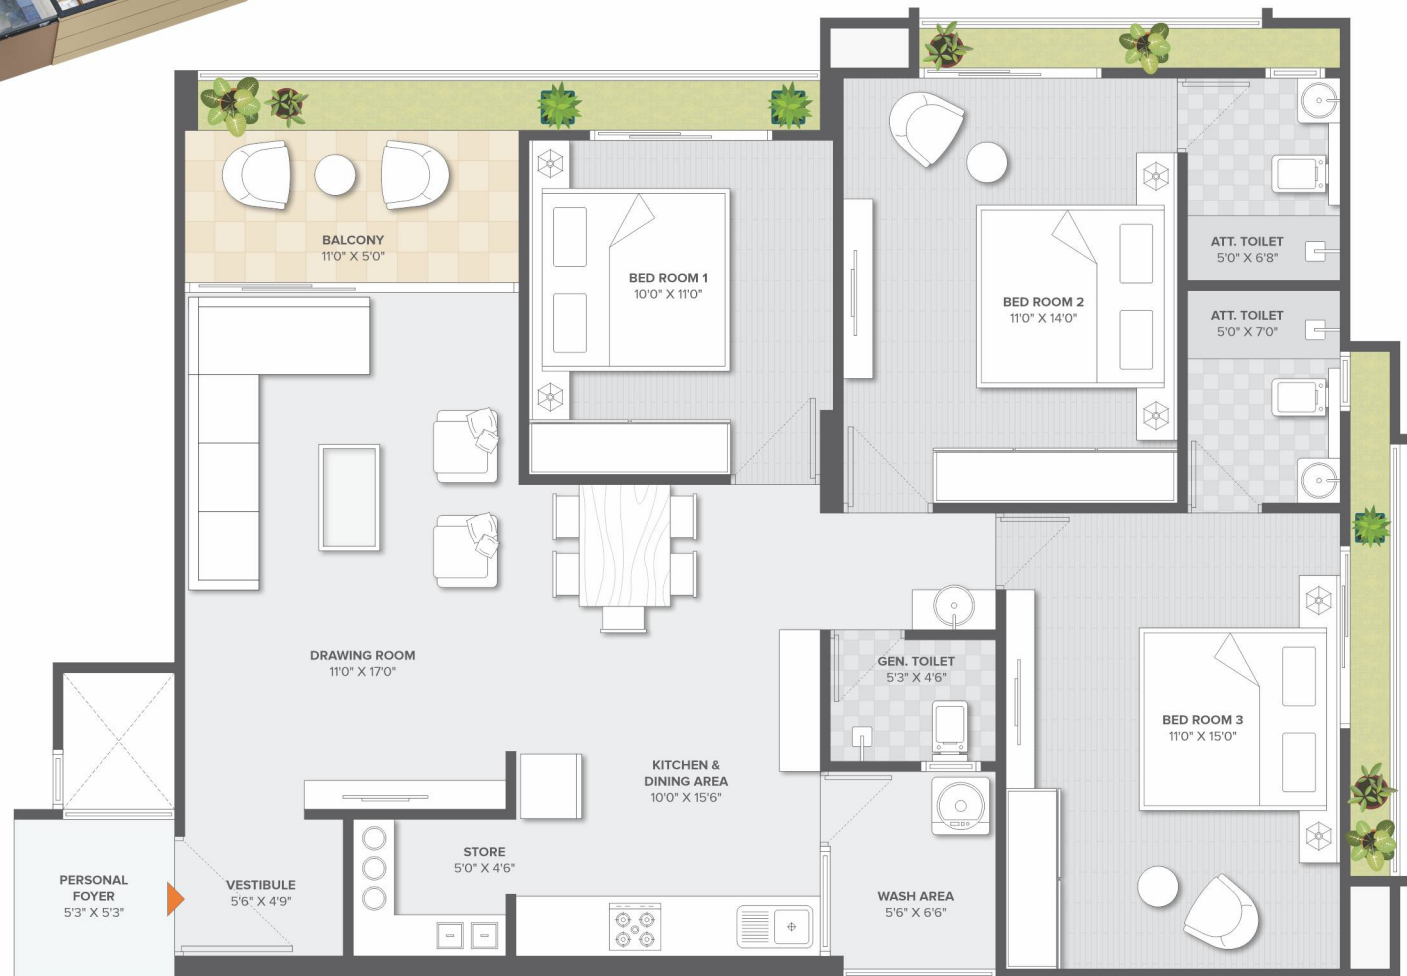 BALCONY
11'0" X 5'0"
BED ROOM 1
10'0" X 11'0"
BED ROOM 2
11'0" X 14'0"
ATT. TOILET
5'0" X 6'8"
ATT. TOILET
5'0" X 7'0"
DRAWING ROOM
11'0" X 17'0"
GEN. TOILET
5'3" X 4'6"
BED ROOM 3
11'0" X 15'0"
KITCHEN &
DINING AREA
10'0" X 15'6"
STORE
5'0" X 4'6"
PERSONAL
FOYER
5'3" X 5'3"
VESTIBULE
5'6" X 4'9"
WASH AREA
5'6" X 6'6"